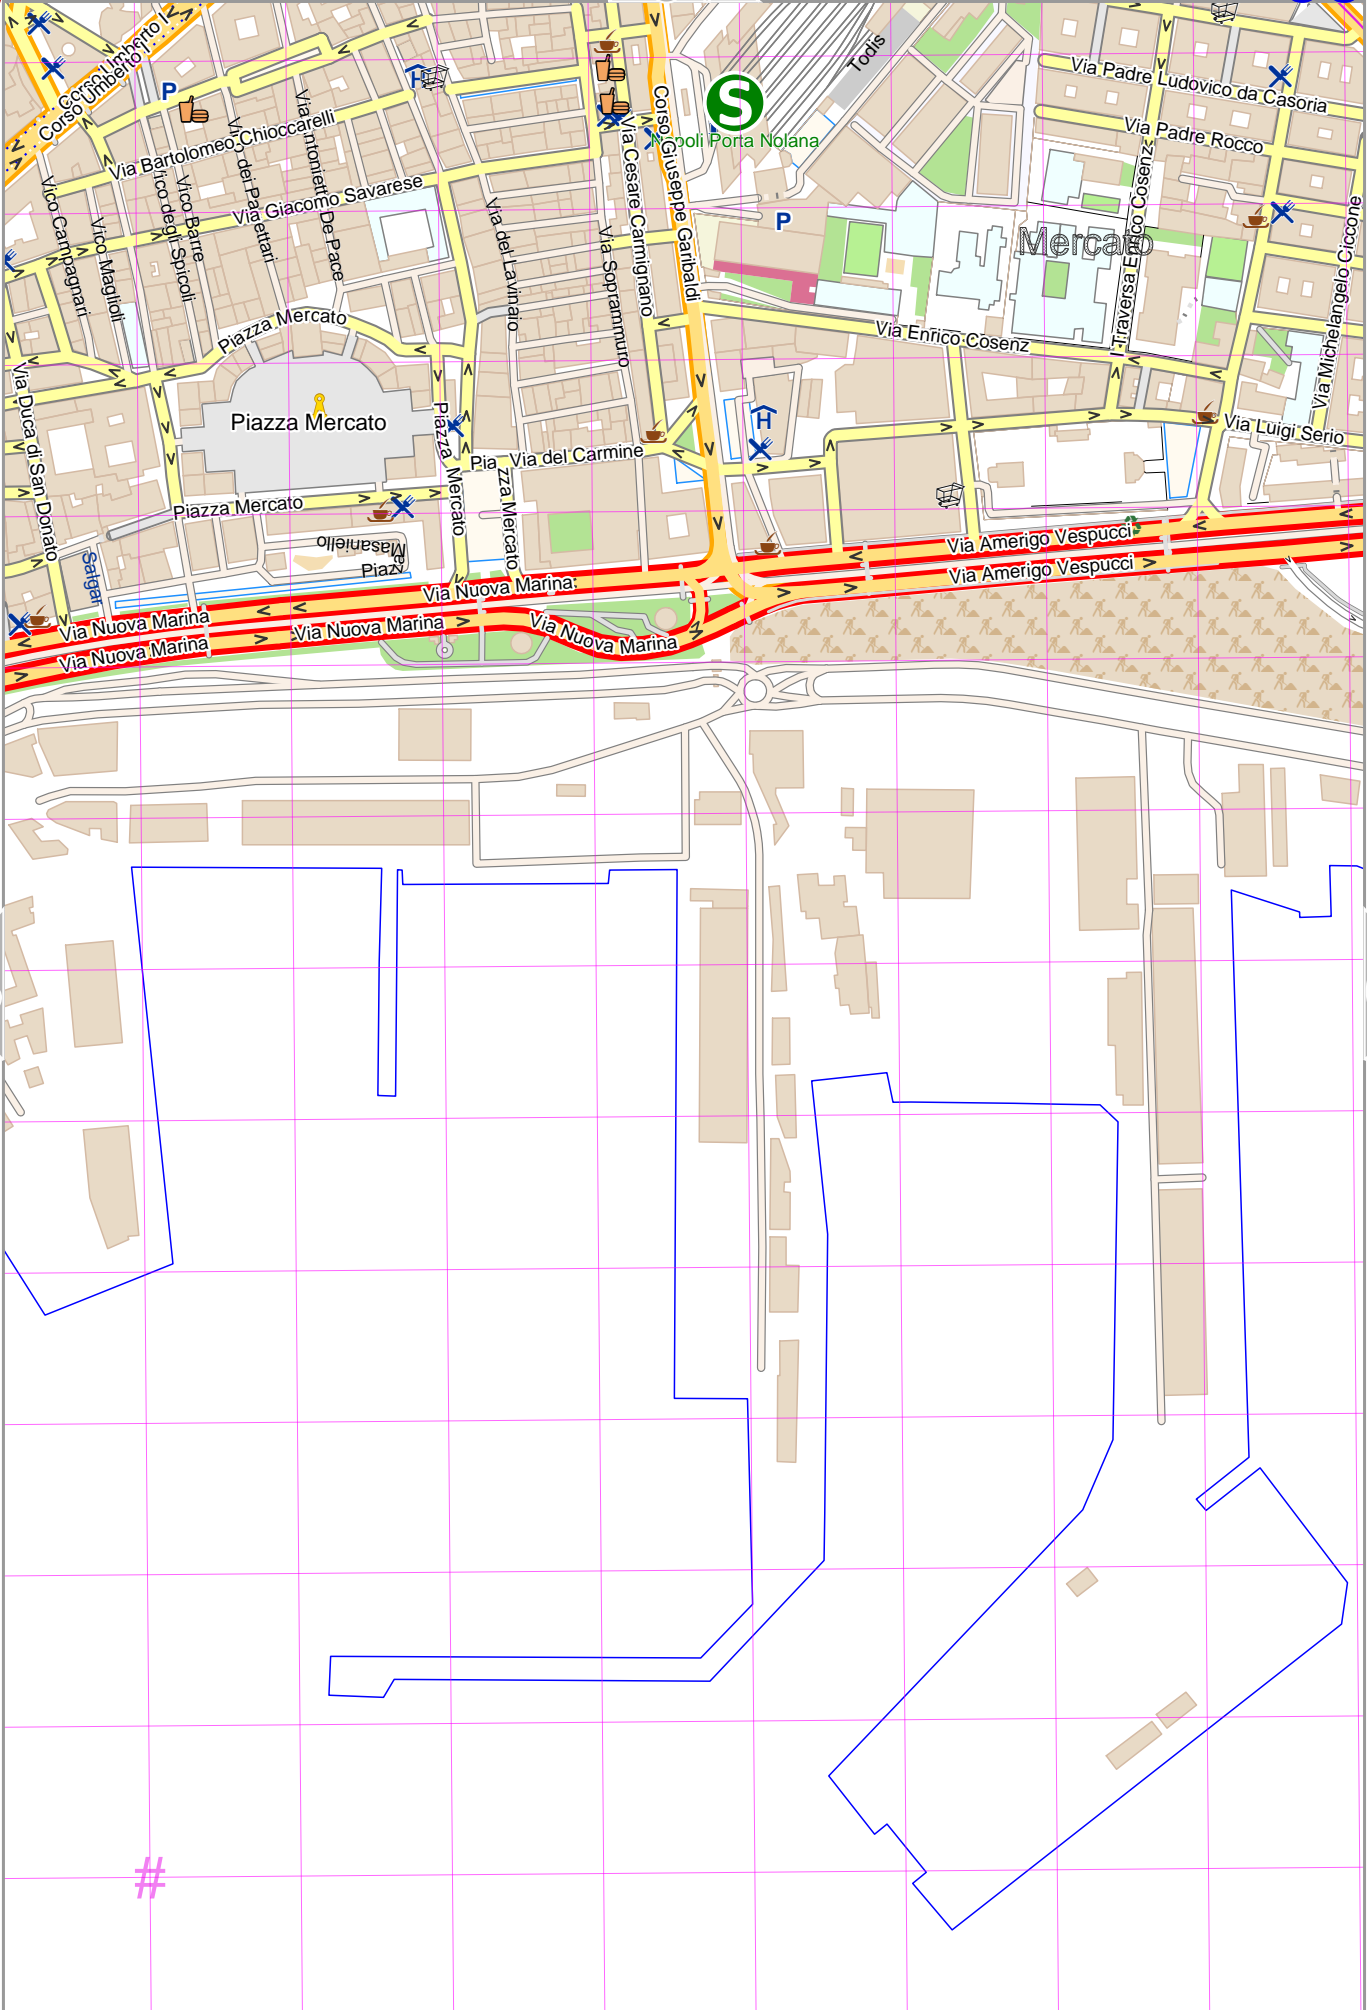 Corso Umberto I
Corso Umberto I
Todis
Via Padre Ludovico da Casoria
P
H
S
Napoli Porta Nolana
Via Padre Rocco
Via Bartolomeo Chioccarelli
Via Giacomo Savarese
Vico dei Panettari
Via Antonietta De Pace
Via Cesare Carmignano
Corso Giuseppe Garibaldi
I Traversa Enrico Cosenz
Vico Campagnari
Vico Maglioli
Vico degli Spicoli
Vico Barre
Via del Lavinaio
Via Soprammuro
P
Mercato
Via Michelangelo Ciccone
Piazza Mercato
Via Enrico Cosenz
Via Duca di San Donato
Piazza Mercato
Piazza Mercato
H
Via Luigi Serio
Piazza Mercato
Via del Carmine
Piazza Mercato
Piazza Masaniello
Salgar
Via Amerigo Vespucci
Via Amerigo Vespucci
Via Nuova Marina
Via Nuova Marina
Via Nuova Marina
Via Nuova Marina
Via Nuova Marina
#